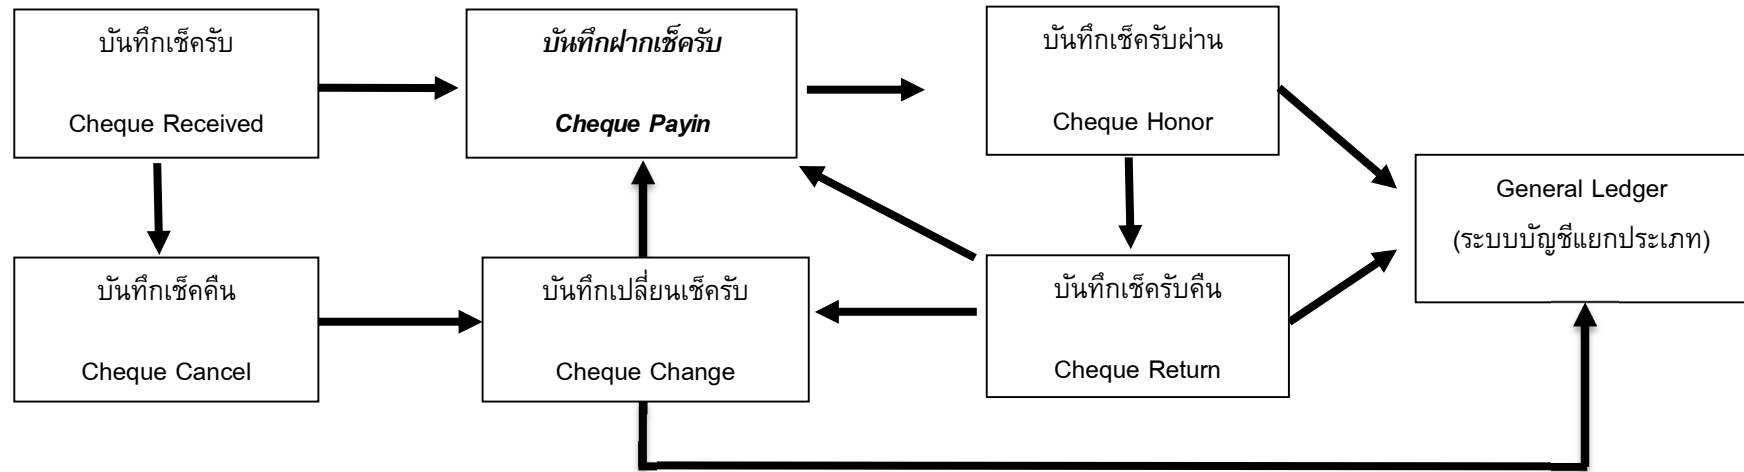 บันทึกเช็ครับ
Cheque Received
บันทึกฝากเช็ครับ
Cheque Payin
บันทึกเช็ครับผ่าน
Cheque Honor
General Ledger
(ระบบบัญชีแยกประเภท)
บันทึกเช็คคืน
Cheque Cancel
บันทึกเปลี่ยนเช็ครับ
Cheque Change
บันทึกเช็ครับคืน
Cheque Return